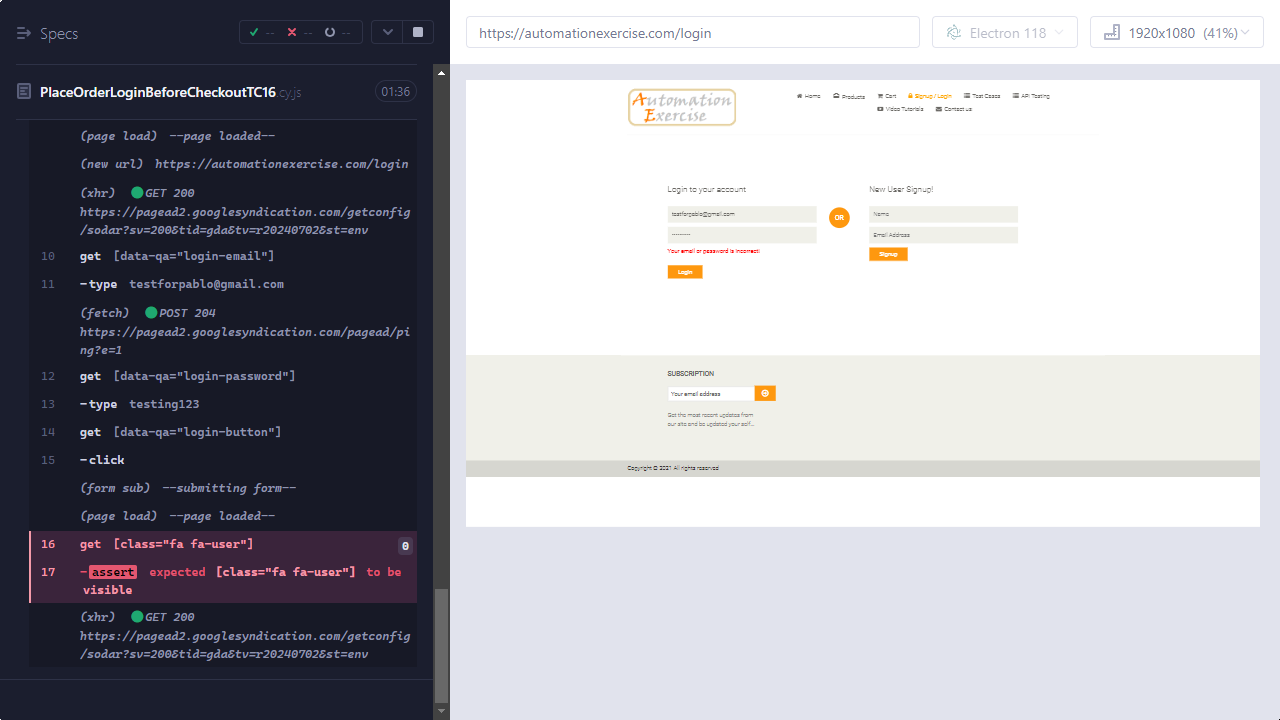 Specs
--
--
--
PlaceOrderLoginBeforeCheckoutTC16.cy.js
01:36
(page load) --page loaded--
(new url) https://automationexercise.com/login
(xhr) GET 200
https://pagead2.googlesyndication.com/getconfig
/sodar?sv=200&tid=gda&tv=r20240702&st=env
10 get [data-qa="login-email"]
11 -type testforpablo@gmail.com
(fetch) POST 204
https://pagead2.googlesyndication.com/pagead/pi
ng?e=1
12 get [data-qa="login-password"]
13 -type testing123
14 get [data-qa="login-button"]
15 -click
(form sub) --submitting form--
(page load) --page loaded--
16 get [class="fa fa-user"] 0
17 -assert expected [class="fa fa-user"] to be
visible
(xhr) GET 200
https://pagead2.googlesyndication.com/getconfig
/sodar?sv=200&tid=gda&tv=r20240702&st=env
https://automationexercise.com/login
Electron 118
1920x1080 (41%)
Automation
Exercise
Home
Products
Cart
Signup / Login
Test Cases
API Testing
Video Tutorials
Contact us
Login to your account
testforpablo@gmail.com
Your email or password is incorrect!
Login
OR
New User Signup!
Name
Email Address
Signup
SUBSCRIPTION
Your email address
Get the most recent updates from
our site and be updated your self...
Copyright © 2021 All rights reserved